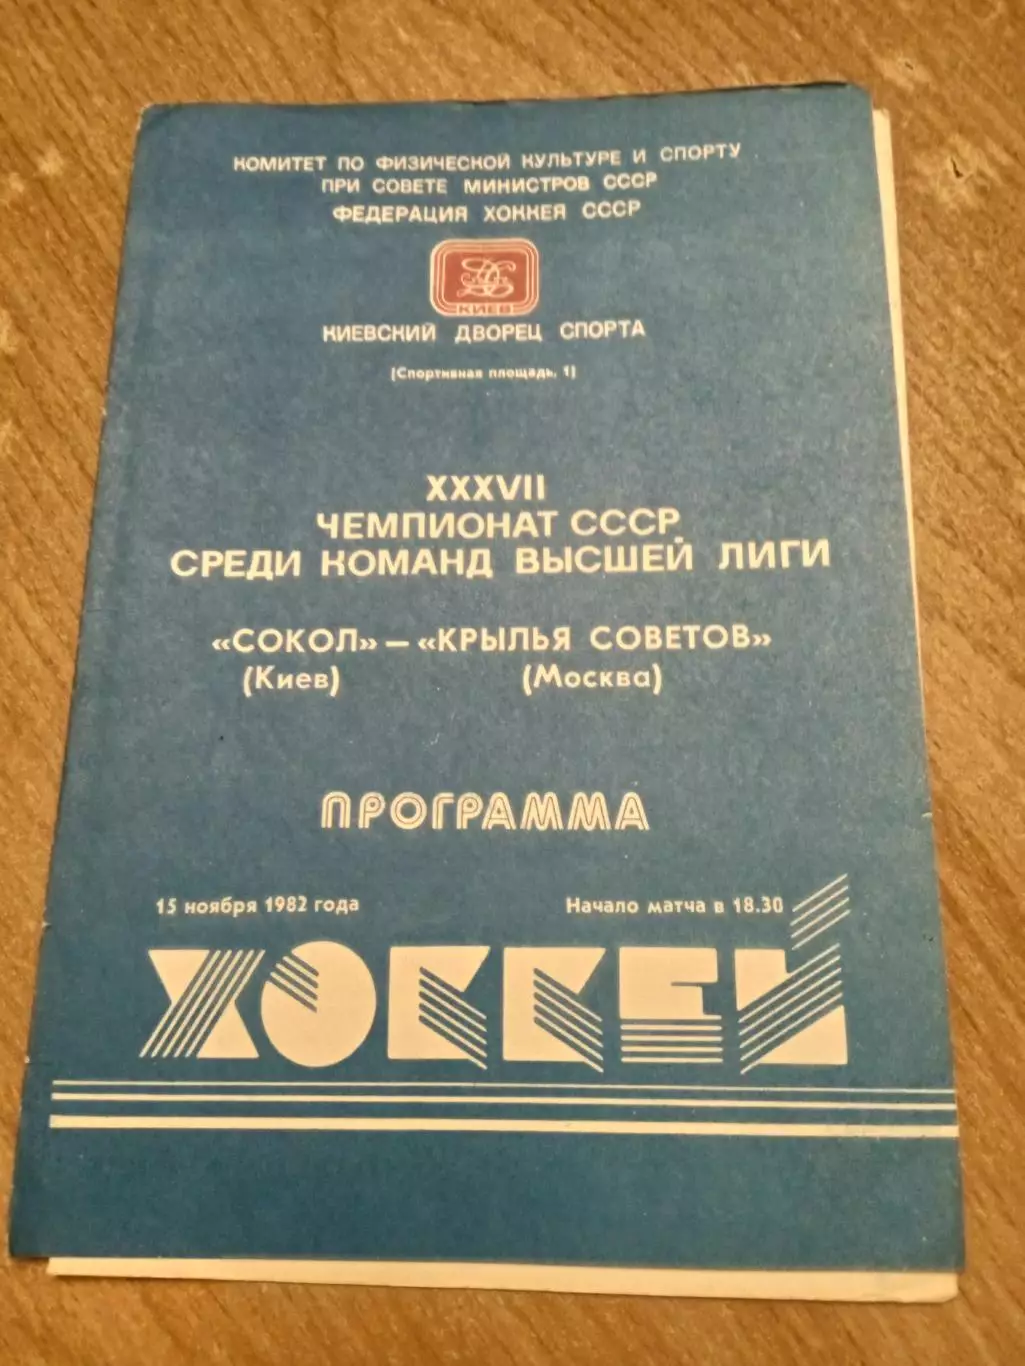 КОМИТЕТ ПО ФИЗИЧЕСКОЙ КУЛЬТУРЕ И СПОРТУ
ПРИ СОВЕТЕ МИНИСТРОВ СССР
ФЕДЕРАЦИЯ ХОККЕЯ СССР
КИЕВ
КИЕВСКИЙ ДВОРЕЦ СПОРТА
(Спортивная площадь, 1)
XXXVII
ЧЕМПИОНАТ СССР
СРЕДИ КОМАНД ВЫСШЕЙ ЛИГИ
«СОКОЛ» — «КРЫЛЬЯ СОВЕТОВ»
(Киев) (Москва)
ПРОГРАММА
15 ноября 1982 года Начало матча в 18.30
ХОККЕЙ